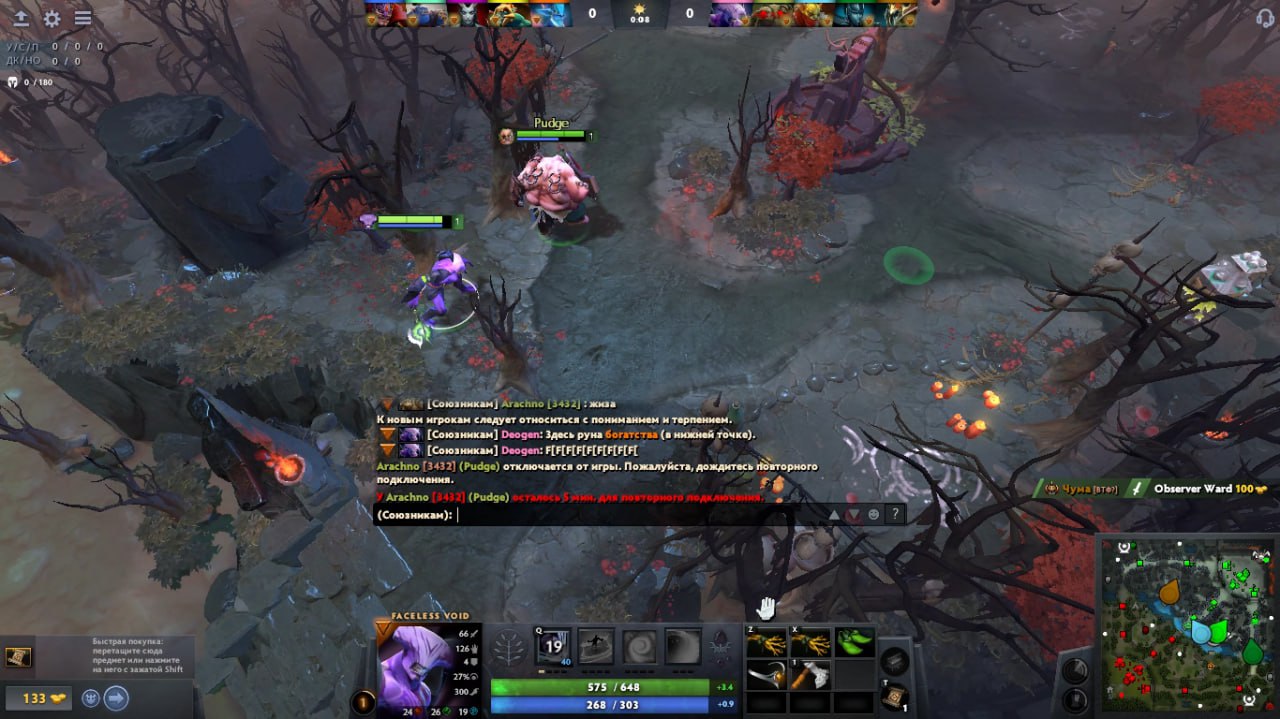 0
0:08
0
У/С/П 0 / 0 / 0
ДК/НО 0 / 0
0 / 180
Pudge
1
1
[Союзникам] Arachno [3432] : жиза
К новым игрокам следует относиться с пониманием и терпением.
[Союзникам] Deogen: Здесь руна богатства (в нижней точке).
[Союзникам] Deogen: F[F[F[F[F[F[F[F[
Arachno [3432] (Pudge) отключается от игры. Пожалуйста, дождитесь повторного
подключения.
У Arachno [3432] (Pudge) осталось 5 мин. для повторного подключения.
(Союзникам):
?
Чума [ВТФ?] Observer Ward 100
FACELESS VOID
66
126
4
27%
300
24 26 19
1
Q
19
40
Z
X
1
T
1
575 / 648
+3.4
268 / 303
+0.9
Быстрая покупка:
перетащите сюда
предмет или нажмите
на него с зажатой Shift
133